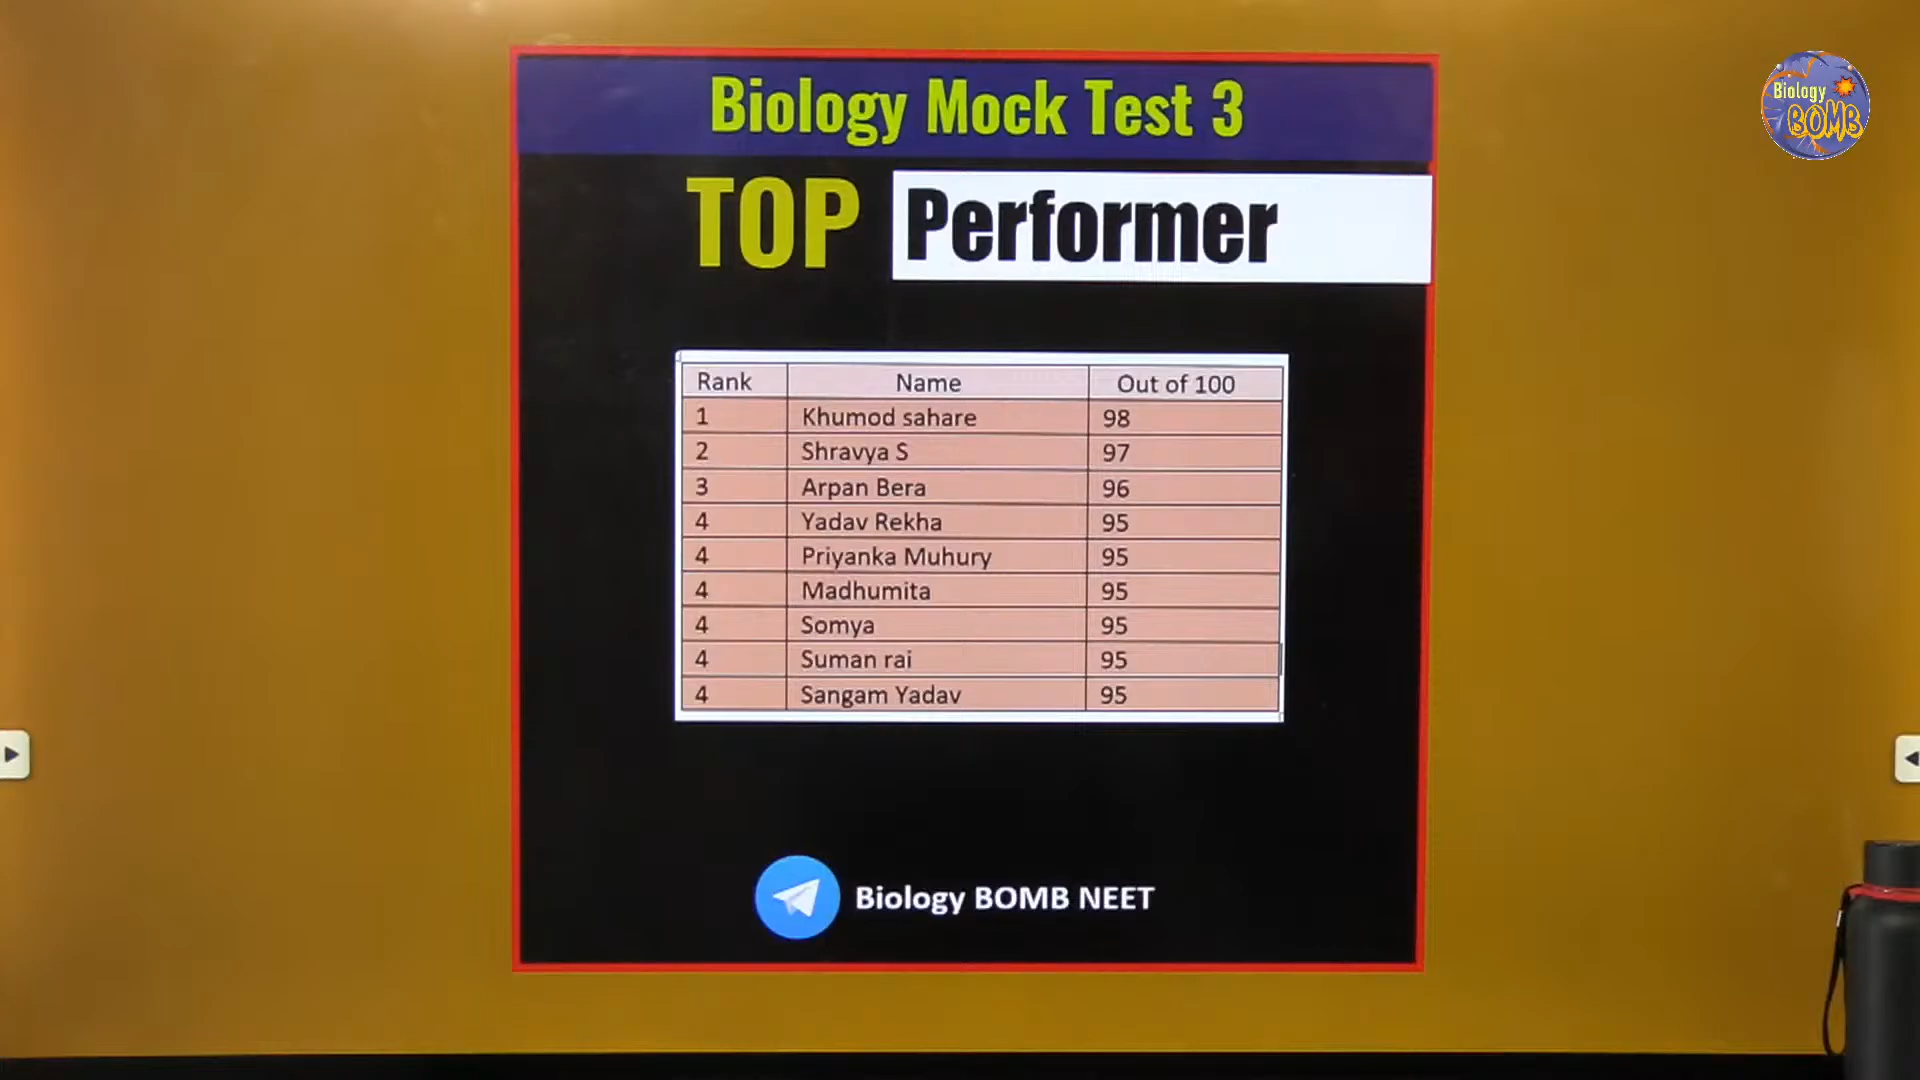 Biology Mock Test 3
Biology
BOMB
TOP Performer
Rank Name Out of 100
1 Khumod sahare 98
2 Shravya S 97
3 Arpan Bera 96
4 Yadav Rekha 95
4 Priyanka Muhury 95
4 Madhumita 95
4 Somya 95
4 Suman rai 95
4 Sangam Yadav 95
Biology BOMB NEET